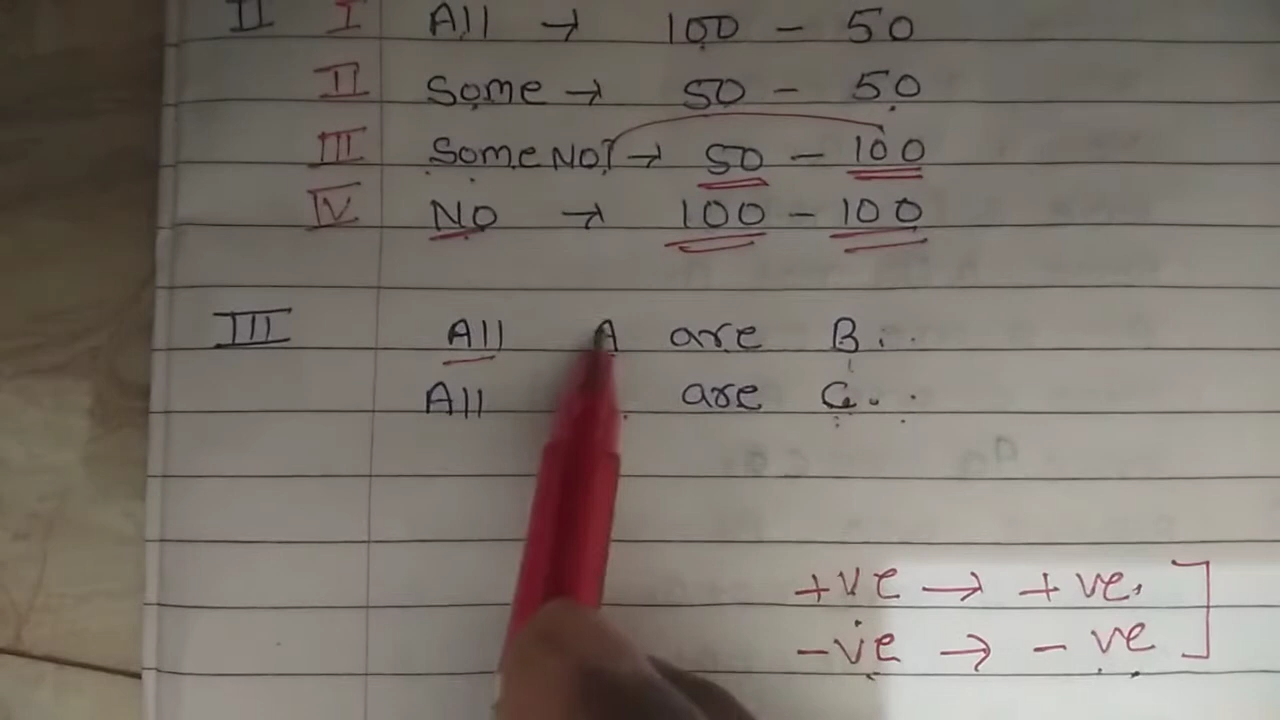 II I All → 100 - 50
II Some → 50 - 50
III Some NOT → 50 - 100
IV NO → 100 - 100
III All A are B.
All are C.
+ve → +ve.
-ve → -ve